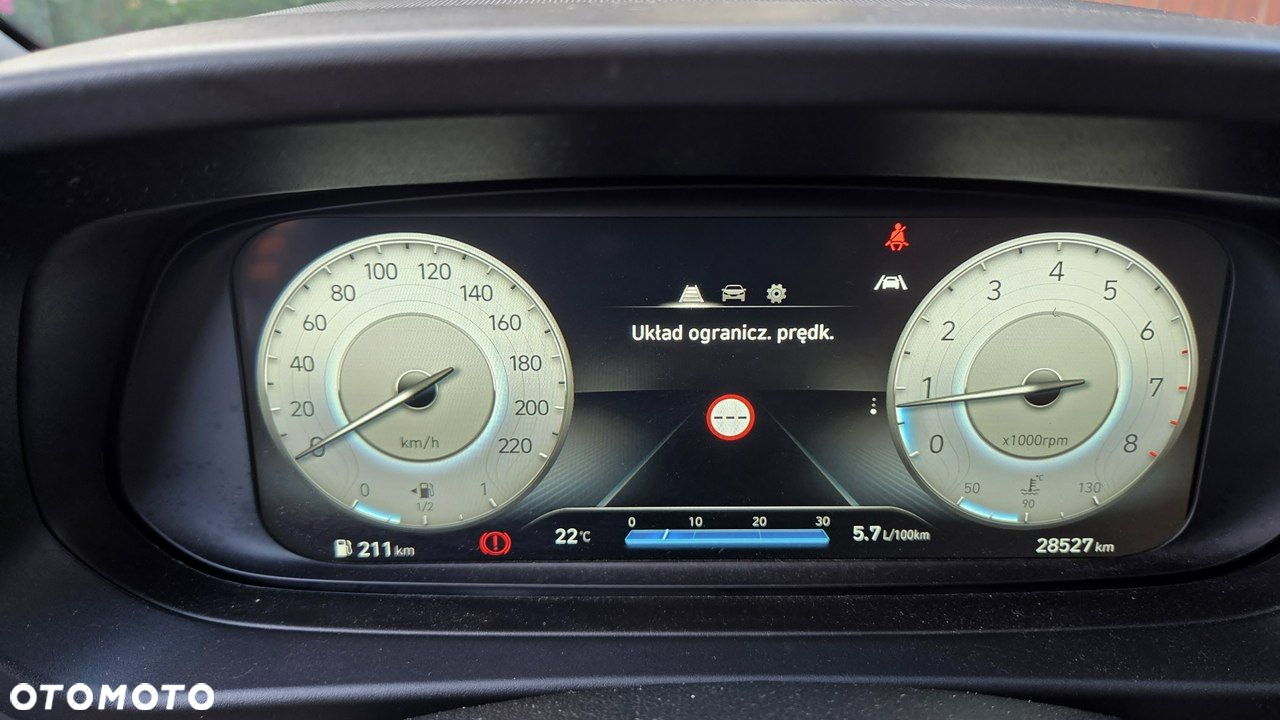 0 20 40 60 80 100 120 140 160 180 200 220
km/h
0 1/2 1
211 km
Układ ogranicz. prędk.
---
22°C
0 10 20 30
5.7 L/100km
0 1 2 3 4 5 6 7 8
x1000rpm
°C
50 90 130
28527 km
OTOMOTO